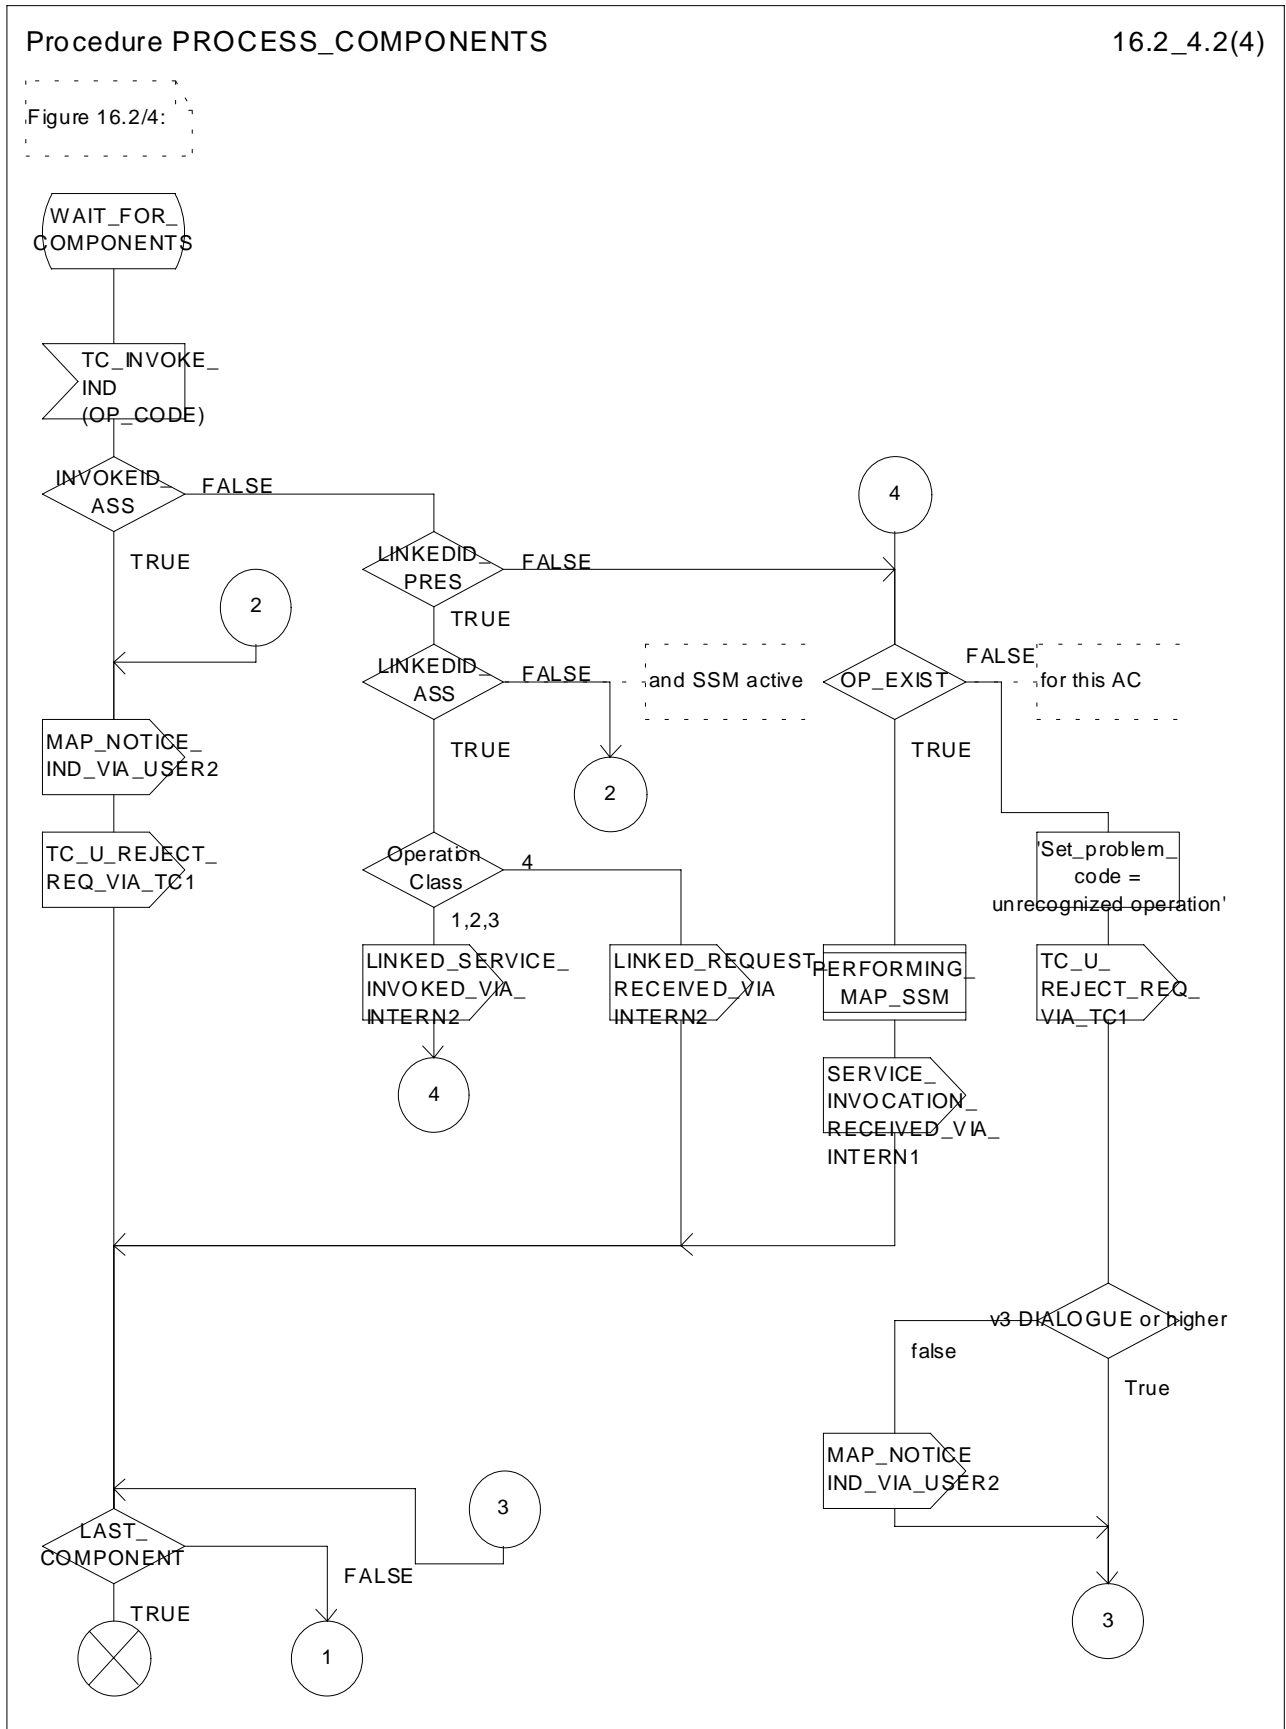 Procedure PROCESS_COMPONENTS
16.2_4.2(4)
Figure 16.2/4:
WAIT_FOR_
COMPONENTS
TC_INVOKE_
IND
(OP_CODE)
INVOKEID_
ASS
FALSE
TRUE
4
LINKEDID_
PRES
FALSE
TRUE
2
LINKEDID_
ASS
FALSE
TRUE
and SSM active
OP_EXIST
FALSE
for this AC
TRUE
MAP_NOTICE_
IND_VIA_USER2
2
TC_U_REJECT_
REQ_VIA_TC1
Operation
Class
4
1,2,3
'Set_problem_
code =
unrecognized operation'
LINKED_SERVICE_
INVOKED_VIA_
INTERN2
LINKED_REQUEST_
RECEIVED_VIA
INTERN2
PERFORMING_
MAP_SSM
TC_U_
REJECT_REQ_
VIA_TC1
4
SERVICE_
INVOCATION_
RECEIVED_VIA_
INTERN1
v3 DIALOGUE or higher
false
True
MAP_NOTICE
IND_VIA_USER2
3
LAST_
COMPONENT
FALSE
TRUE
1
3